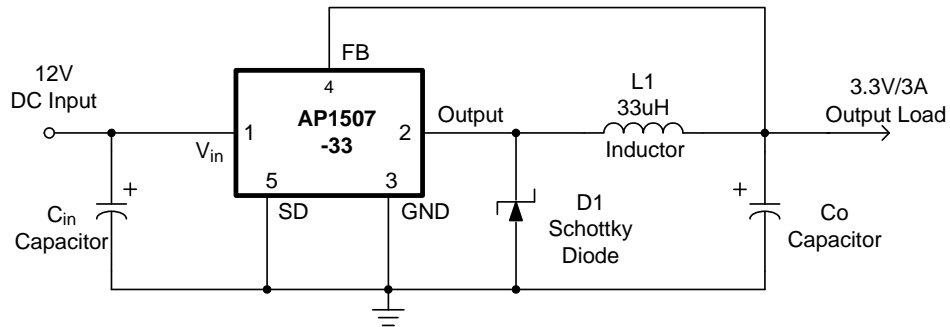 FB
4
12V
DC Input
AP1507
-33
1
2
Output
L1
33uH
Inductor
3.3V/3A
Output Load
Vin
5
3
SD
GND
+
Cin
Capacitor
D1
Schottky
Diode
+
Co
Capacitor